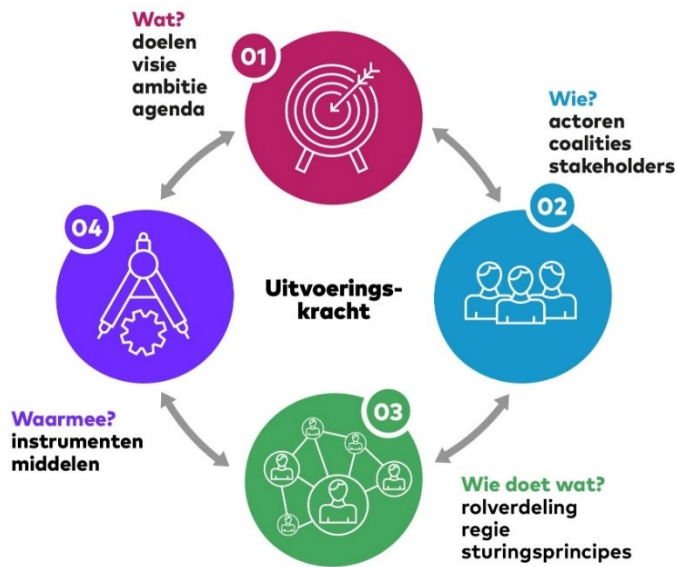 Wat?
doelen
visie
ambitie
agenda
01
Wie?
actoren
coalities
stakeholders
02
Uitvoerings-
kracht
03
Wie doet wat?
rolverdeling
regie
sturingsprincipes
04
Waarmee?
instrumenten
middelen